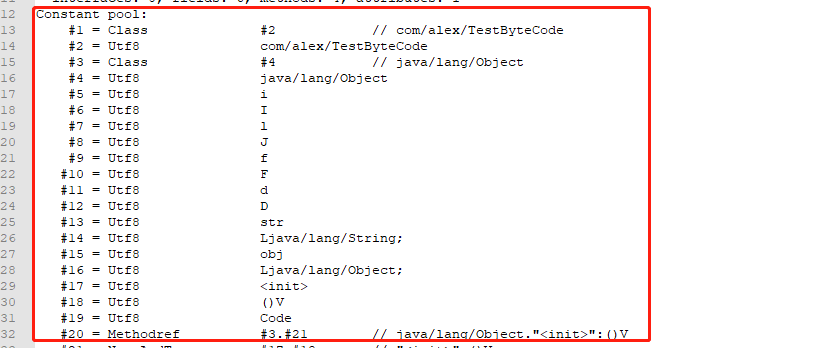 12 Constant pool:
13 #1 = Class #2 // com/alex/TestByteCode
14 #2 = Utf8 com/alex/TestByteCode
15 #3 = Class #4 // java/lang/Object
16 #4 = Utf8 java/lang/Object
17 #5 = Utf8 i
18 #6 = Utf8 I
19 #7 = Utf8 l
20 #8 = Utf8 J
21 #9 = Utf8 f
22 #10 = Utf8 F
23 #11 = Utf8 d
24 #12 = Utf8 D
25 #13 = Utf8 str
26 #14 = Utf8 Ljava/lang/String;
27 #15 = Utf8 obj
28 #16 = Utf8 Ljava/lang/Object;
29 #17 = Utf8 <init>
30 #18 = Utf8 ()V
31 #19 = Utf8 Code
32 #20 = Methodref #3.#21 // java/lang/Object."<init>":()V